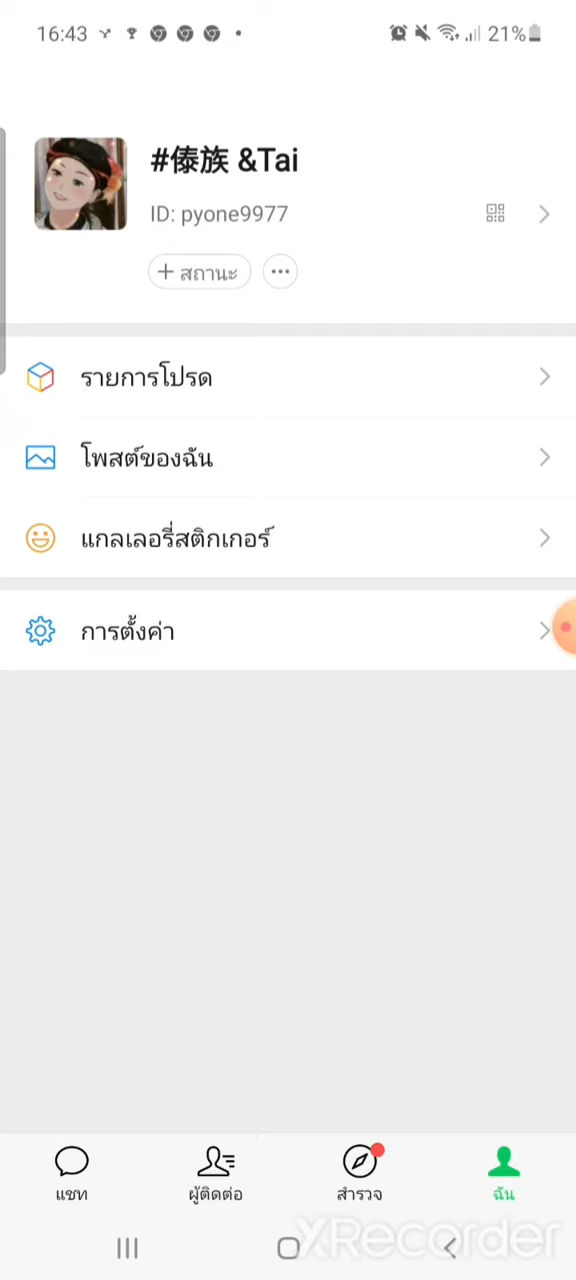 16:43
21%
#傣族 &Tai
ID: pyone9977
+ สถานะ
รายการโปรด
โพสต์ของฉัน
แกลเลอรี่สติกเกอร์
การตั้งค่า
แชท ผู้ติดต่อ สำรวจ ฉัน
XRecorder